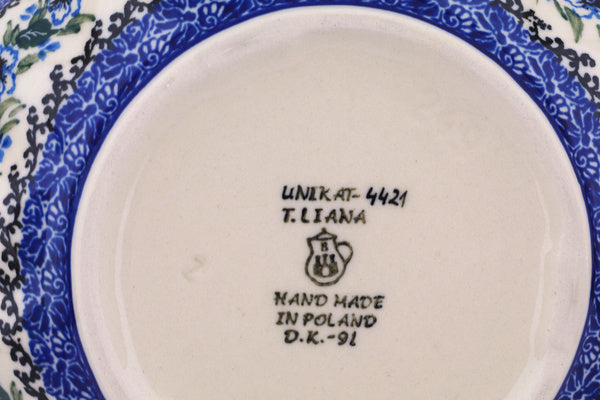 UNIKAT-4421
T. LIANA
B
HAND MADE
IN POLAND
D.K.-91